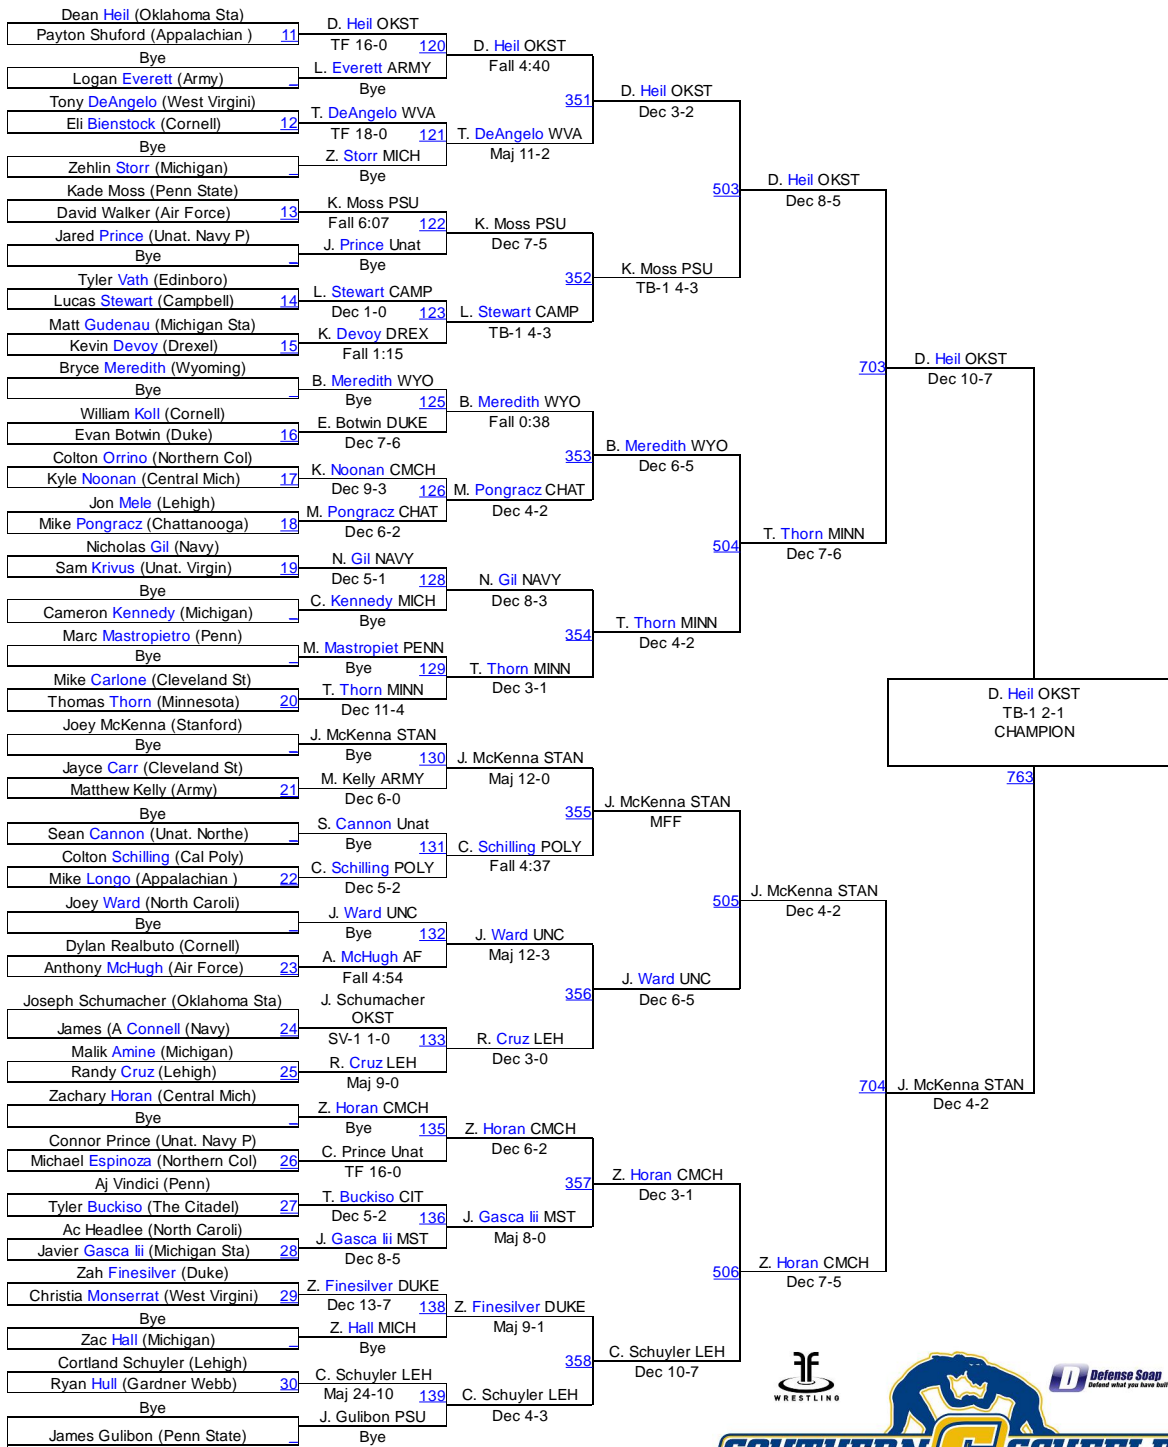 Dean Heil (Oklahoma Sta)
Payton Shuford (Appalachian ) 11
Bye
Logan Everett (Army)
Tony DeAngelo (West Virgini)
Eli Bienstock (Cornell) 12
Bye
Zehlin Storr (Michigan)
Kade Moss (Penn State)
David Walker (Air Force) 13
Jared Prince (Unat. Navy P)
Bye
Tyler Vath (Edinboro)
Lucas Stewart (Campbell) 14
Matt Gudenau (Michigan Sta)
Kevin Devoy (Drexel) 15
Bryce Meredith (Wyoming)
Bye
William Koll (Cornell)
Evan Botwin (Duke) 16
Colton Orrino (Northern Col)
Kyle Noonan (Central Mich) 17
Jon Mele (Lehigh)
Mike Pongracz (Chattanooga) 18
Nicholas Gil (Navy)
Sam Krivus (Unat. Virgin) 19
Bye
Cameron Kennedy (Michigan)
Marc Mastropietro (Penn)
Bye
Mike Carlone (Cleveland St)
Thomas Thorn (Minnesota) 20
Joey McKenna (Stanford)
Bye
Jayce Carr (Cleveland St)
Matthew Kelly (Army) 21
Bye
Sean Cannon (Unat. Northe)
Colton Schilling (Cal Poly)
Mike Longo (Appalachian ) 22
Joey Ward (North Caroli)
Bye
Dylan Realbuto (Cornell)
Anthony McHugh (Air Force) 23
Joseph Schumacher (Oklahoma Sta)
James (A Connell (Navy) 24
Malik Amine (Michigan)
Randy Cruz (Lehigh) 25
Zachary Horan (Central Mich)
Bye
Connor Prince (Unat. Navy P)
Michael Espinoza (Northern Col) 26
Aj Vindici (Penn)
Tyler Buckiso (The Citadel) 27
Ac Headlee (North Caroli)
Javier Gasca Iii (Michigan Sta) 28
Zah Finesilver (Duke)
Christia Monserrat (West Virgini) 29
Bye
Zac Hall (Michigan)
Cortland Schuyler (Lehigh)
Ryan Hull (Gardner Webb) 30
Bye
James Gulibon (Penn State)
D. Heil OKST
TF 16-0 120
L. Everett ARMY
Bye
T. DeAngelo WVA
TF 18-0 121
Z. Storr MICH
Bye
K. Moss PSU
Fall 6:07 122
J. Prince Unat
Bye
L. Stewart CAMP
Dec 1-0 123
K. Devoy DREX
Fall 1:15
B. Meredith WYO
Bye 125
E. Botwin DUKE
Dec 7-6
K. Noonan CMCH
Dec 9-3 126
M. Pongracz CHAT
Dec 6-2
N. Gil NAVY
Dec 5-1 128
C. Kennedy MICH
Bye
M. Mastropiet PENN
Bye 129
T. Thorn MINN
Dec 11-4
J. McKenna STAN
Bye 130
M. Kelly ARMY
Dec 6-0
S. Cannon Unat
Bye 131
C. Schilling POLY
Dec 5-2
J. Ward UNC
Bye 132
A. McHugh AF
Fall 4:54
J. Schumacher
OKST
SV-1 1-0 133
R. Cruz LEH
Maj 9-0
Z. Horan CMCH
Bye 135
C. Prince Unat
TF 16-0
T. Buckiso CIT
Dec 5-2 136
J. Gasca Iii MST
Dec 8-5
Z. Finesilver DUKE
Dec 13-7 138
Z. Hall MICH
Bye
C. Schuyler LEH
Maj 24-10 139
J. Gulibon PSU
Bye
D. Heil OKST
Fall 4:40
351
T. DeAngelo WVA
Maj 11-2
K. Moss PSU
Dec 7-5
352
L. Stewart CAMP
TB-1 4-3
B. Meredith WYO
Fall 0:38
353
M. Pongracz CHAT
Dec 4-2
N. Gil NAVY
Dec 8-3
354
T. Thorn MINN
Dec 3-1
J. McKenna STAN
Maj 12-0
355
C. Schilling POLY
Fall 4:37
J. Ward UNC
Maj 12-3
356
R. Cruz LEH
Dec 3-0
Z. Horan CMCH
Dec 6-2
357
J. Gasca Iii MST
Maj 8-0
Z. Finesilver DUKE
Maj 9-1
358
C. Schuyler LEH
Dec 4-3
D. Heil OKST
Dec 3-2
503
K. Moss PSU
TB-1 4-3
B. Meredith WYO
Dec 6-5
504
T. Thorn MINN
Dec 4-2
J. McKenna STAN
MFF
505
J. Ward UNC
Dec 6-5
Z. Horan CMCH
Dec 3-1
506
C. Schuyler LEH
Dec 10-7
D. Heil OKST
Dec 8-5
703
T. Thorn MINN
Dec 7-6
J. McKenna STAN
Dec 4-2
704
Z. Horan CMCH
Dec 7-5
D. Heil OKST
Dec 10-7
J. McKenna STAN
Dec 4-2
D. Heil OKST
TB-1 2-1
CHAMPION
763
WRESTLING
Defense Soap
Defend what you have buil
SOUTHERN SCUFFLE